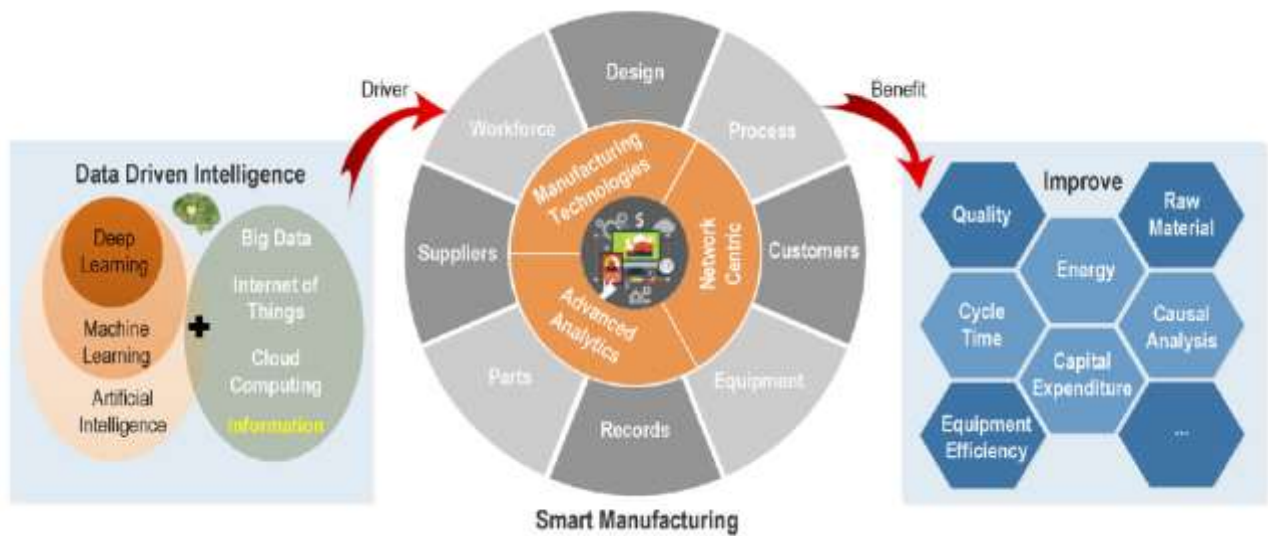 Driver
Benefit
Data Driven Intelligence
Deep
Learning
Machine
Learning
Artificial
Intelligence
Big Data
Internet of
Things
Cloud
Computing
Information
Design
Workforce
Process
Suppliers
Customers
Parts
Equipment
Records
Manufacturing
Technologies
Network
Centric
Advanced
Analytics
$
Smart Manufacturing
Improve
Quality
Raw
Material
Energy
Cycle
Time
Causal
Analysis
Capital
Expenditure
Equipment
Efficiency
...